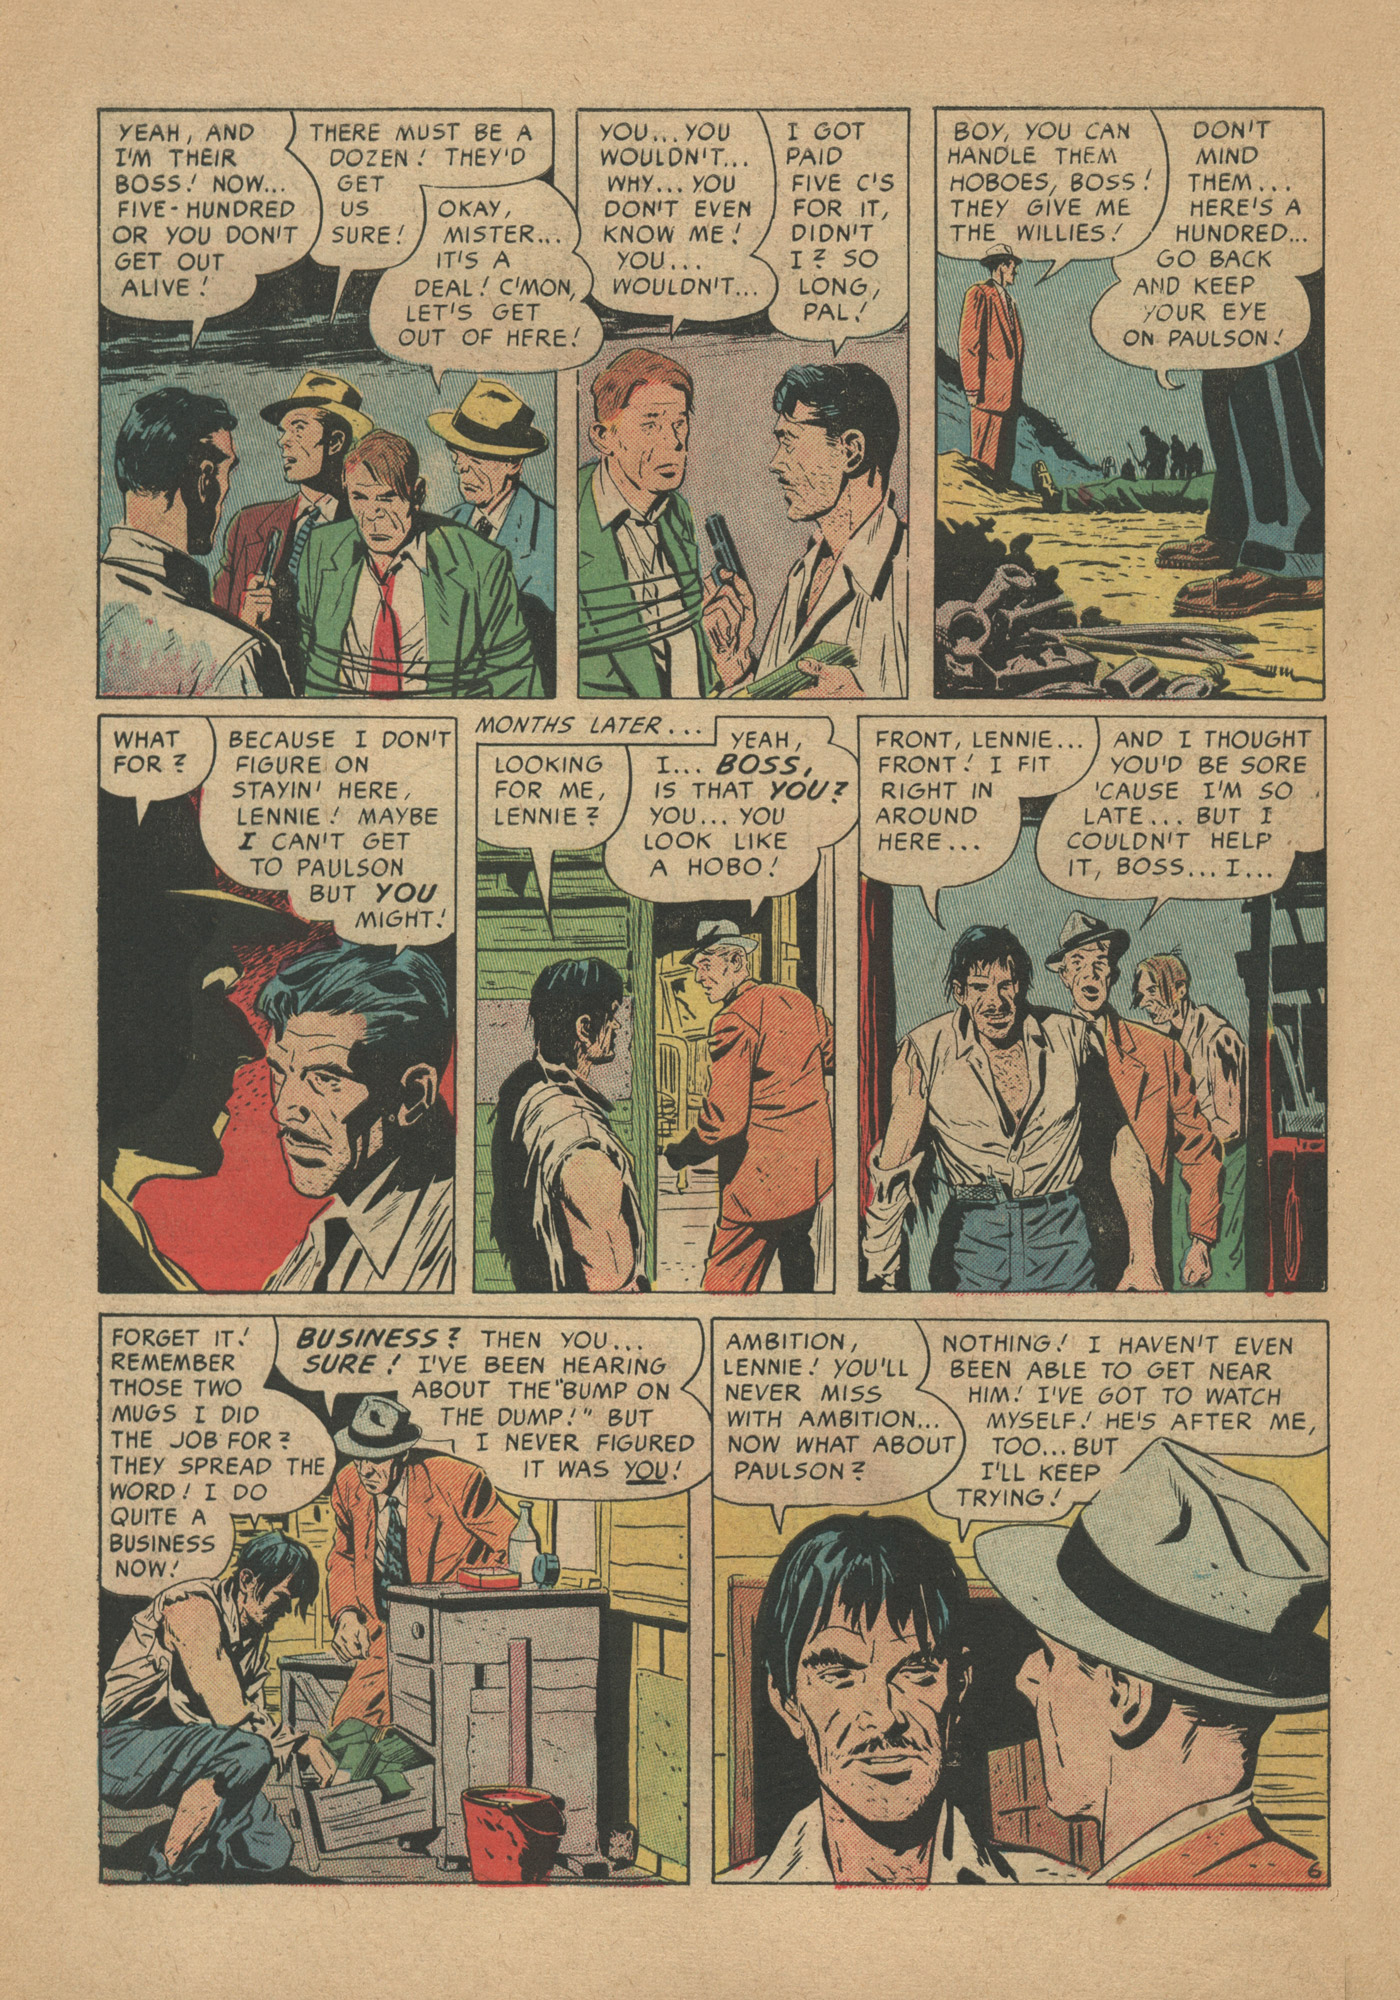 YEAH, AND
I'M THEIR
BOSS! NOW...
FIVE-HUNDRED
OR YOU DON'T
GET OUT
ALIVE!
THERE MUST BE A
DOZEN! THEY'D
GET
US
SURE!
OKAY,
MISTER...
IT'S A
DEAL! C'MON,
LET'S GET
OUT OF HERE!
YOU...YOU
WOULDN'T...
WHY...YOU
DON'T EVEN
KNOW ME!
YOU...
WOULDN'T...
I GOT
PAID
FIVE C'S
FOR IT,
DIDN'T
I? SO
LONG,
PAL!
BOY, YOU CAN
HANDLE THEM
HOBOES, BOSS!
THEY GIVE ME
THE WILLIES!
DON'T
MIND
THEM...
HERE'S A
HUNDRED...
GO BACK
AND KEEP
YOUR EYE
ON PAULSON!
WHAT
FOR?
BECAUSE I DON'T
FIGURE ON
STAYIN' HERE,
LENNIE! MAYBE
I CAN'T GET
TO PAULSON
BUT YOU
MIGHT!
MONTHS LATER...
LOOKING
FOR ME,
LENNIE?
YEAH,
I... BOSS,
IS THAT YOU?
YOU...YOU
LOOK LIKE
A HOBO!
FRONT, LENNIE...
FRONT! I FIT
RIGHT IN
AROUND
HERE...
AND I THOUGHT
YOU'D BE SORE
'CAUSE I'M SO
LATE... BUT I
COULDN'T HELP
IT, BOSS...I...
FORGET IT!
REMEMBER
THOSE TWO
MUGS I DID
THE JOB FOR?
THEY SPREAD THE
WORD! I DO
QUITE A
BUSINESS
NOW!
BUSINESS? THEN YOU...
SURE! I'VE BEEN HEARING
ABOUT THE "BUMP ON
THE DUMP!" BUT
I NEVER FIGURED
IT WAS YOU!
AMBITION,
LENNIE! YOU'LL
NEVER MISS
WITH AMBITION...
NOW WHAT ABOUT
PAULSON?
NOTHING! I HAVEN'T EVEN
BEEN ABLE TO GET NEAR
HIM! I'VE GOT TO WATCH
MYSELF! HE'S AFTER ME,
TOO...BUT
I'LL KEEP
TRYING!
6